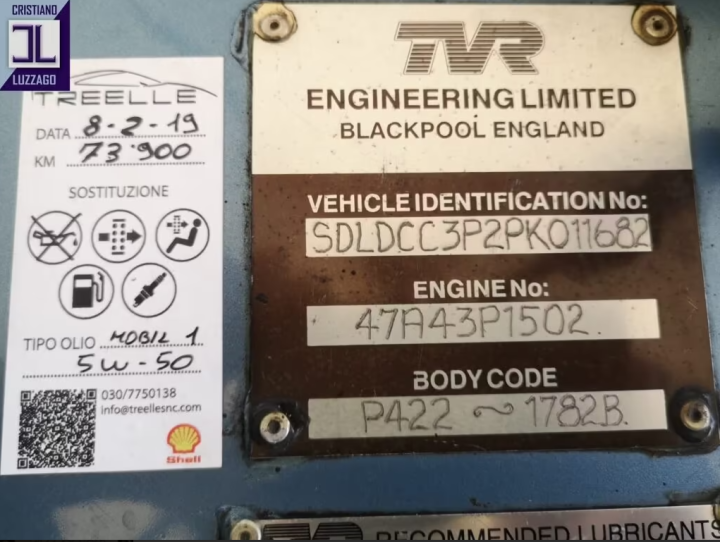 CRISTIANO
LUZZAGO
TREELLE
DATA 8-2-19
KM 73.900
SOSTITUZIONE
TIPO OLIO MOBIL 1
5W-50
030/7750138
info@treellesnc.com
Shell
TVR
ENGINEERING LIMITED
BLACKPOOL ENGLAND
VEHICLE IDENTIFICATION No:
SDLDCC3P2PK011682
ENGINE No:
47A43P1502.
BODY CODE
P422 ~ 1782B.
TVR RECOMMENDED LUBRICANTS